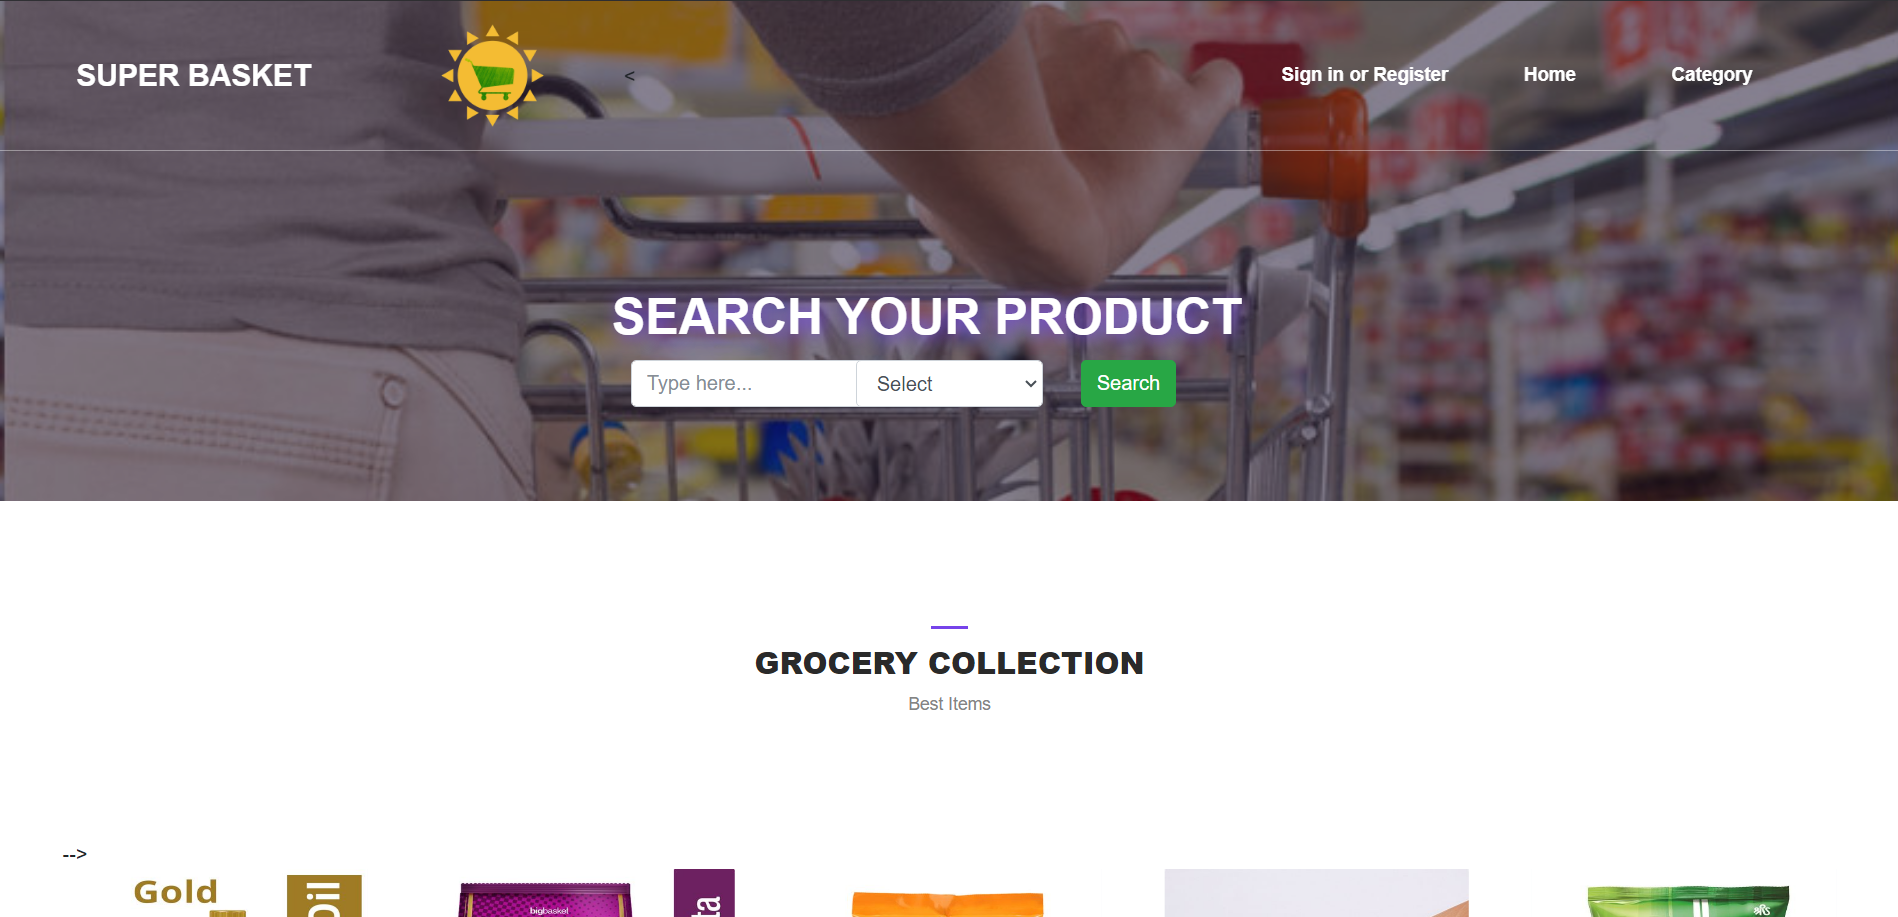 SUPER BASKET
<
Sign in or Register
Home
Category
SEARCH YOUR PRODUCT
Type here...
Select
Search
GROCERY COLLECTION
Best Items
-->
Gold
Oil
bigbasket
ta